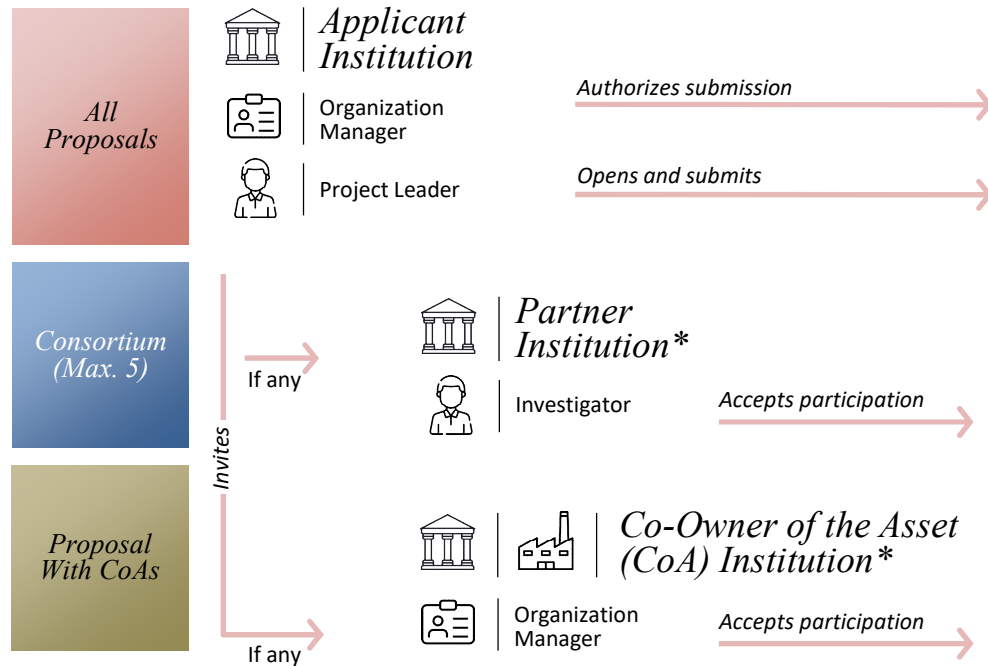 All
Proposals
Applicant
Institution
Organization
Manager
Authorizes submission
Project Leader
Opens and submits
Consortium
(Max. 5)
Invites
If any
Partner
Institution*
Investigator
Accepts participation
Proposal
With CoAs
If any
Co-Owner of the Asset
(CoA) Institution*
Organization
Manager
Accepts participation